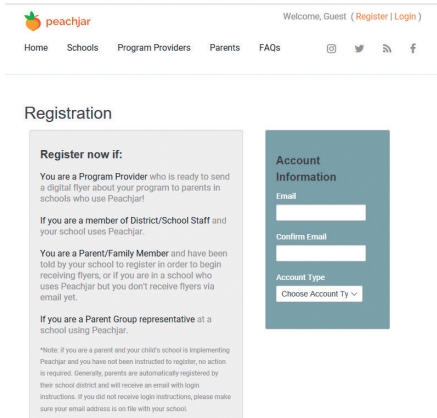 peachjar
Welcome, Guest ( Register | Login )
Home Schools Program Providers Parents FAQs
Registration
Register now if:
You are a Program Provider who is ready to send
a digital flyer about your program to parents in
schools who use Peachjar!
If you are a member of District/School Staff and
your school uses Peachjar.
You are a Parent/Family Member and have been
told by your school to register in order to begin
receiving flyers, or if you are in a school who
uses Peachjar but you don't receive flyers via
email yet.
If you are a Parent Group representative at a
school using Peachjar.
*Note: if you are a parent and your child's school is implementing
Peachjar and you have not been instructed to register, no action
is required. Generally, parents are automatically registered by
their school district and will receive an email with login
instructions. If you did not receive login instructions, please make
sure your email address is on file with your school.
Account
Information
Email
Confirm Email
Account Type
Choose Account Ty